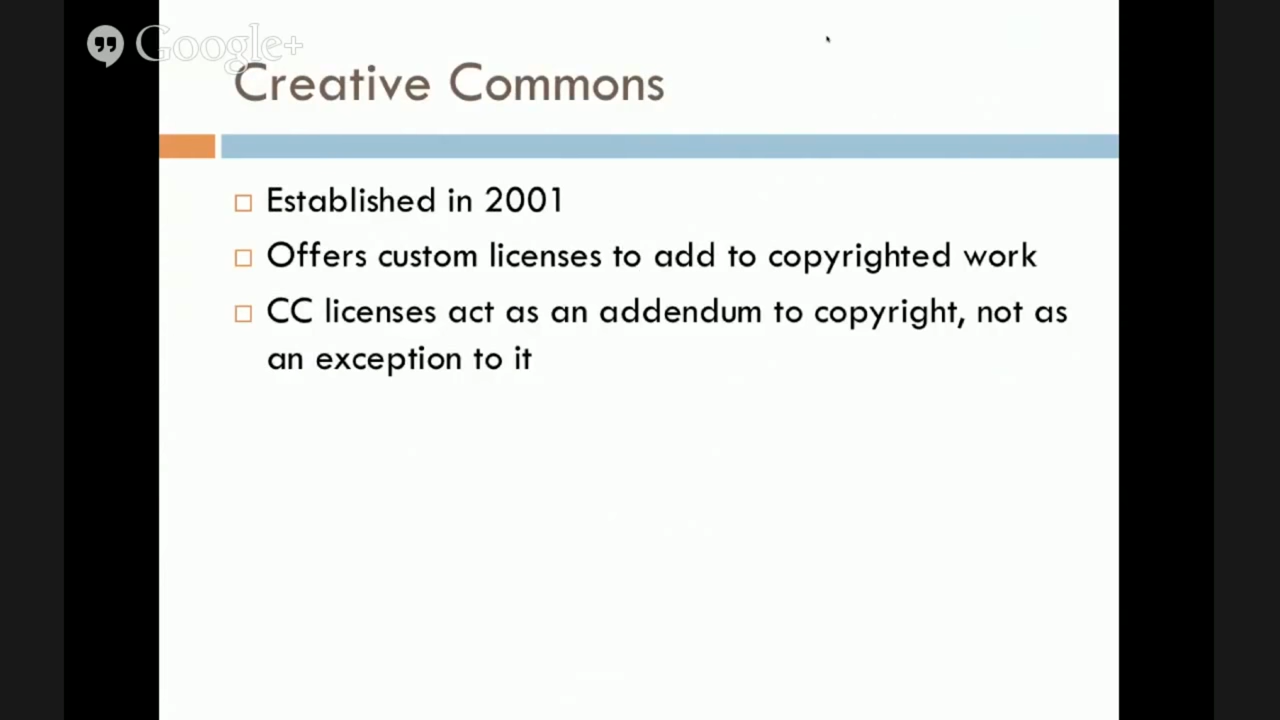 Google+
Creative Commons
Established in 2001
Offers custom licenses to add to copyrighted work
CC licenses act as an addendum to copyright, not as
an exception to it